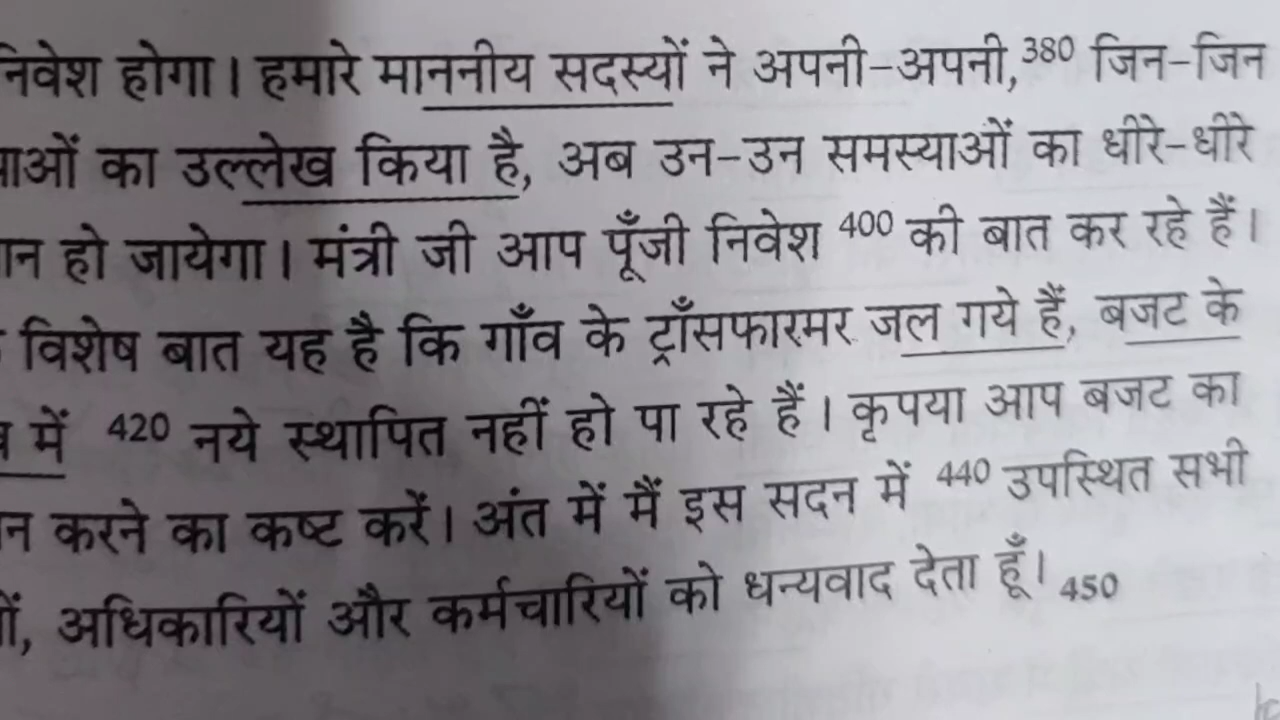 निवेश होगा। हमारे माननीय सदस्यों ने अपनी-अपनी, 380 जिन-जिन
का उल्लेख किया है, अब उन-उन समस्याओं का धीरे-धीरे
हो जायेगा। मंत्री जी आप पूँजी निवेश 400 की बात कर रहे हैं।
विशेष बात यह है कि गाँव के ट्राँसफारमर जल गये हैं, बजट के
में 420 नये स्थापित नहीं हो पा रहे हैं। कृपया आप बजट का
करने का कष्ट करें। अंत में मैं इस सदन में 440 उपस्थित सभी
अधिकारियों और कर्मचारियों को धन्यवाद देता हूँ। 450